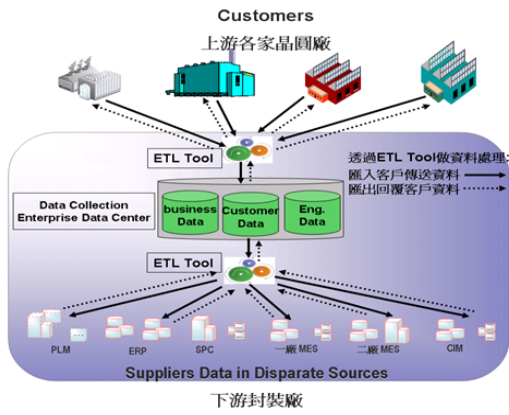 Customers
上游各家晶圓廠
ETL Tool
透過ETL Tool做資料處理:
匯入客戶傳送資料
匯出回覆客戶資料
Data Collection
Enterprise Data Center
business
Data
Customer
Data
Eng.
Data
ETL Tool
PLM
ERP
SPC
一廠 MES
二廠 MES
CIM
Suppliers Data in Disparate Sources
下游封裝廠